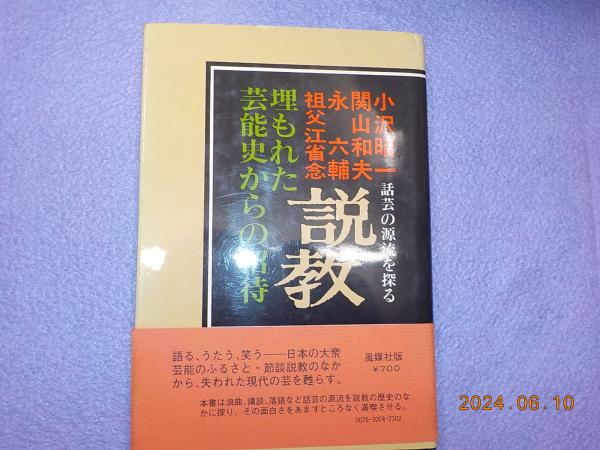 小沢昭一
関山和夫
永 六輔
祖父江省念
話芸の源流を探る
説教
埋もれた
芸能史からの招待
語る、うたう、笑う──日本の大衆
芸能のふるさと・節談説教のなか
から、失われた現代の芸を甦らす。
本書は浪曲、講談、落語など話芸の源流を説教の歴史のな
かに探り、その面白さをあますところなく満喫させる。
風媒社版
¥700
0076-3004-7302
2024.06.10